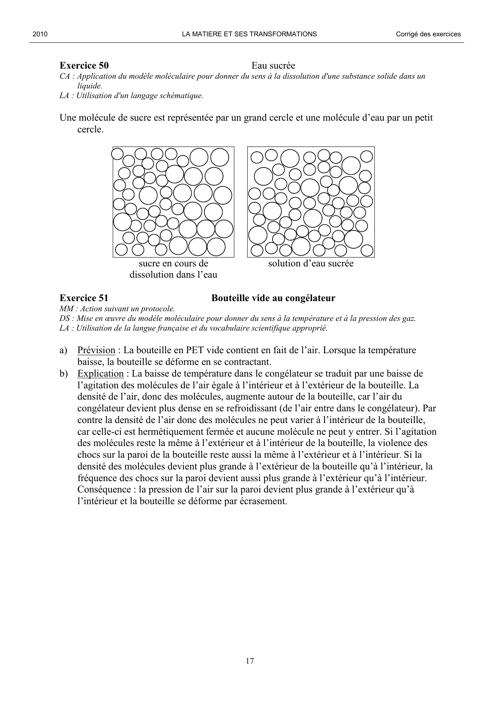 2010 LA MATIERE ET SES TRANSFORMATIONS Corrigé des exercices
Exercice 50 Eau sucrée
CA : Application du modèle moléculaire pour donner du sens à la dissolution d'une substance solide dans un
liquide.
LA : Utilisation d'un langage schématique.
Une molécule de sucre est représentée par un grand cercle et une molécule d'eau par un petit
cercle.
sucre en cours de
dissolution dans l'eau
solution d'eau sucrée
Exercice 51 Bouteille vide au congélateur
MM : Action suivant un protocole.
DS : Mise en œuvre du modèle moléculaire pour donner du sens à la température et à la pression des gaz.
LA : Utilisation de la langue française et du vocabulaire scientifique approprié.
a) Prévision : La bouteille en PET vide contient en fait de l'air. Lorsque la température
baisse, la bouteille se déforme en se contractant.
b) Explication : La baisse de température dans le congélateur se traduit par une baisse de
l'agitation des molécules de l'air égale à l'intérieur et à l'extérieur de la bouteille. La
densité de l'air, donc des molécules, augmente autour de la bouteille, car l'air du
congélateur devient plus dense en se refroidissant (de l'air entre dans le congélateur). Par
contre la densité de l'air donc des molécules ne peut varier à l'intérieur de la bouteille,
car celle-ci est hermétiquement fermée et aucune molécule ne peut y entrer. Si l'agitation
des molécules reste la même à l'extérieur et à l'intérieur de la bouteille, la violence des
chocs sur la paroi de la bouteille reste aussi la même à l'extérieur et à l'intérieur. Si la
densité des molécules devient plus grande à l'extérieur de la bouteille qu'à l'intérieur, la
fréquence des chocs sur la paroi devient aussi plus grande à l'extérieur qu'à l'intérieur.
Conséquence : la pression de l'air sur la paroi devient plus grande à l'extérieur qu'à
l'intérieur et la bouteille se déforme par écrasement.
17